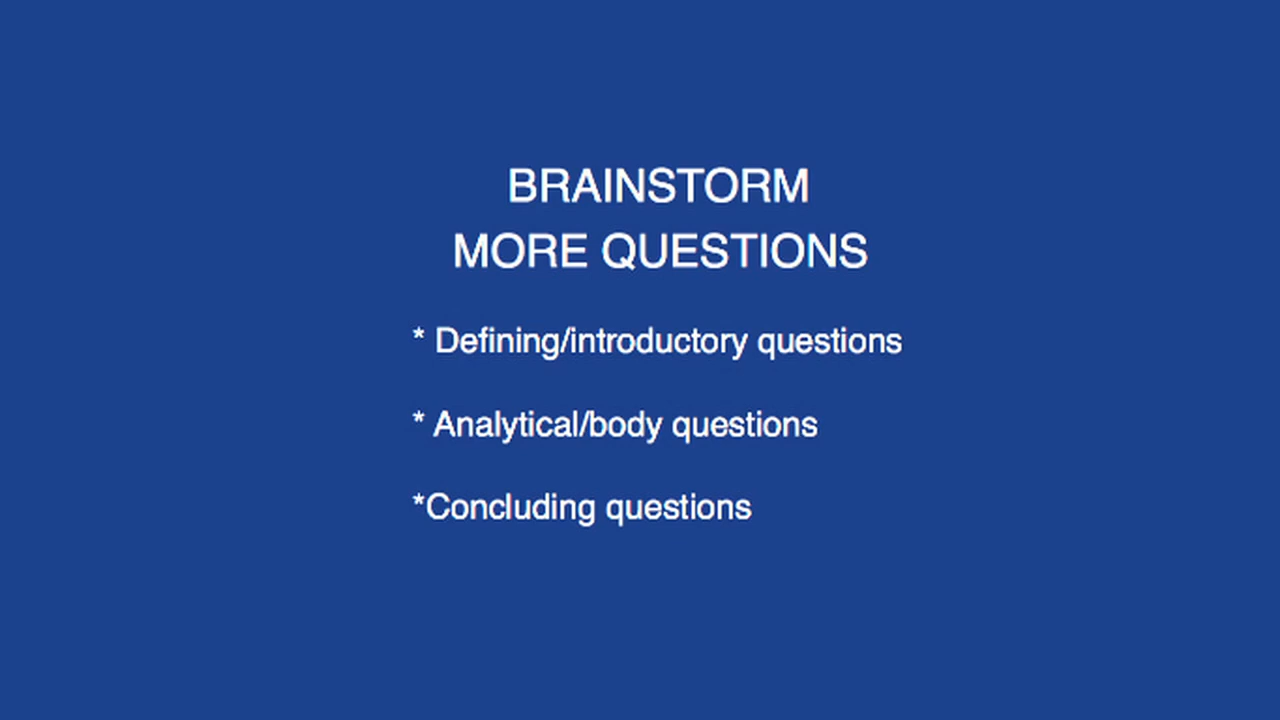 BRAINSTORM
MORE QUESTIONS
* Defining/introductory questions
* Analytical/body questions
*Concluding questions